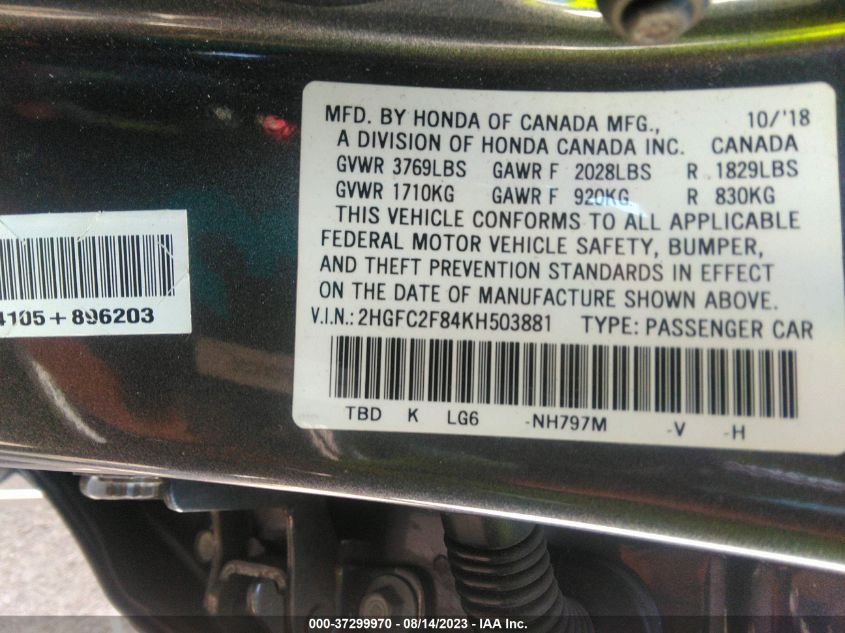 MFD. BY HONDA OF CANADA MFG., 10/'18
A DIVISION OF HONDA CANADA INC. CANADA
GVWR 3769LBS GAWR F 2028LBS R 1829LBS
GVWR 1710KG GAWR F 920KG R 830KG
THIS VEHICLE CONFORMS TO ALL APPLICABLE
FEDERAL MOTOR VEHICLE SAFETY, BUMPER,
AND THEFT PREVENTION STANDARDS IN EFFECT
ON THE DATE OF MANUFACTURE SHOWN ABOVE.
V.I.N.: 2HGFC2F84KH503881 TYPE: PASSENGER CAR
TBD K LG6 -NH797M -V -H
4105 + 896203
000-37299970 - 08/14/2023 - IAA Inc.